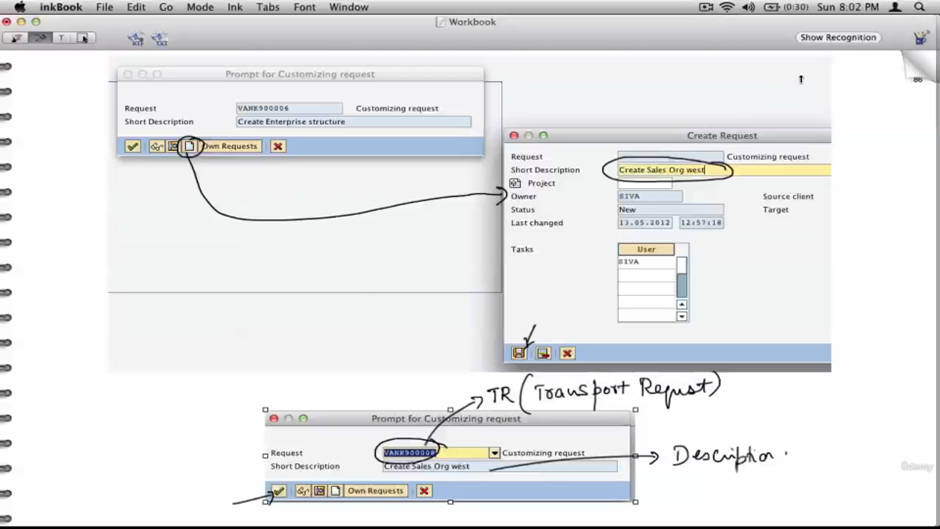 inkBook File Edit Go Mode Ink Tabs Font Window (0:30) Sun 8:02 PM
Workbook
T Show Recognition
86
Prompt for Customizing request
Request VANK900006 Customizing request
Short Description Create Enterprise structure
Own Requests
Create Request
Request Customizing request
Short Description Create Sales Org west
Project
Owner SIVA Source client
Status New Target
Last changed 13.05.2012 12:57:18
Tasks User
SIVA
TR (Transport Request)
Prompt for Customizing request
Request VANK900008 Customizing request
Short Description Create Sales Org west
Description
Own Requests
Udemy